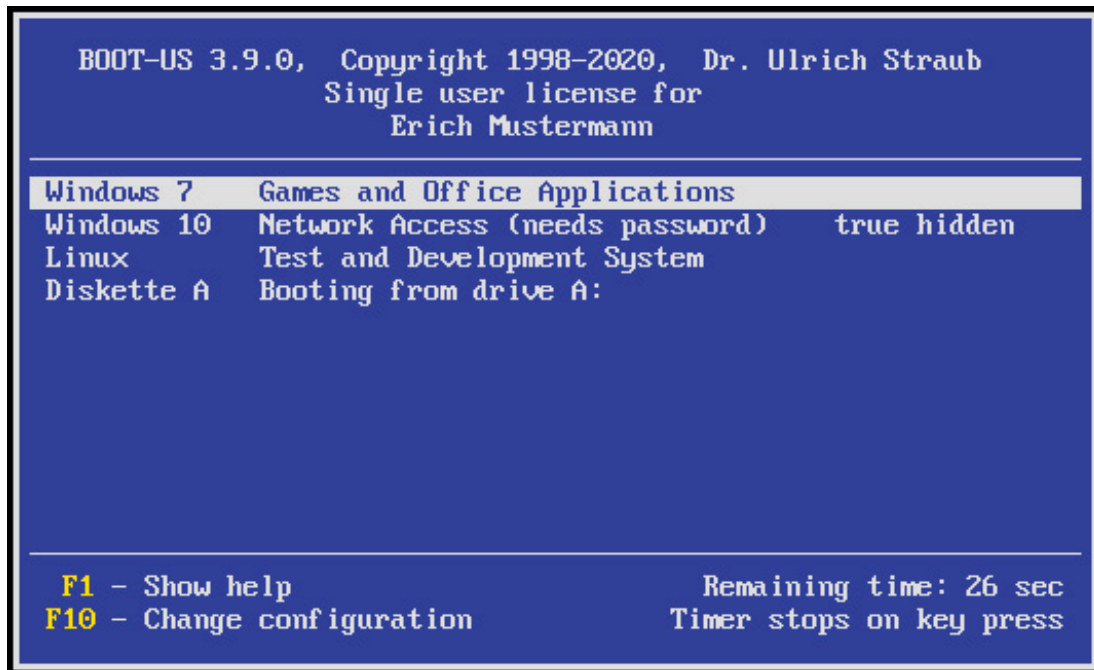 BOOT-US 3.9.0, Copyright 1998-2020, Dr. Ulrich Straub
Single user license for
Erich Mustermann
Windows 7 Games and Office Applications
Windows 10 Network Access (needs password) true hidden
Linux Test and Development System
Diskette A Booting from drive A:
F1 - Show help Remaining time: 26 sec
F10 - Change configuration Timer stops on key press